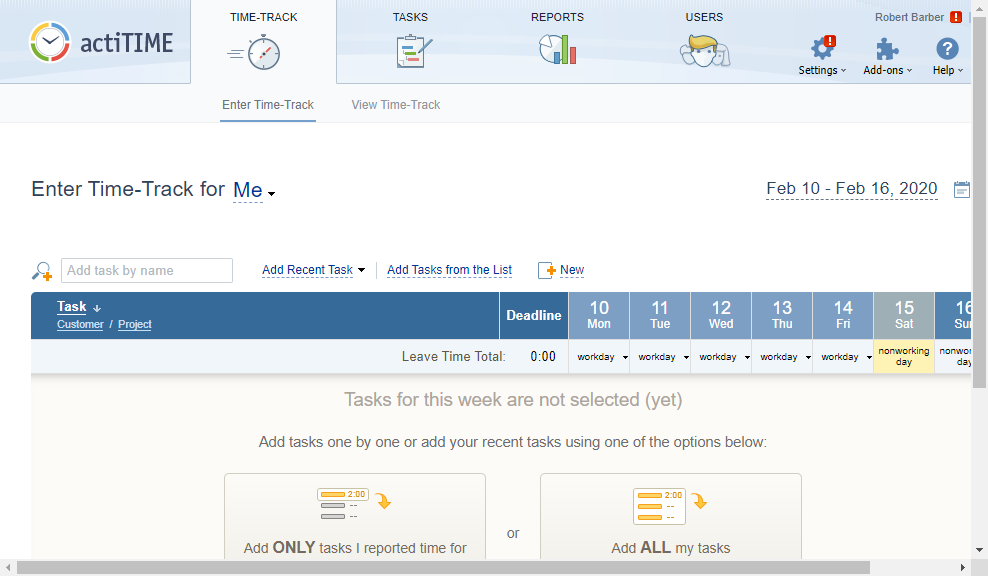 actiTIME
TIME-TRACK
TASKS
REPORTS
USERS
Robert Barber
Settings
Add-ons
Help
Enter Time-Track
View Time-Track
Enter Time-Track for Me
Feb 10 - Feb 16, 2020
Add task by name
Add Recent Task
Add Tasks from the List
New
Task
Customer / Project
Deadline
10
Mon
11
Tue
12
Wed
13
Thu
14
Fri
15
Sat
16
Su
Leave Time Total: 0:00
workday
workday
workday
workday
workday
nonworking
day
nonwor
day
Tasks for this week are not selected (yet)
Add tasks one by one or add your recent tasks using one of the options below:
2:00
--
--
Add ONLY tasks I reported time for
or
2:00
--
--
Add ALL my tasks